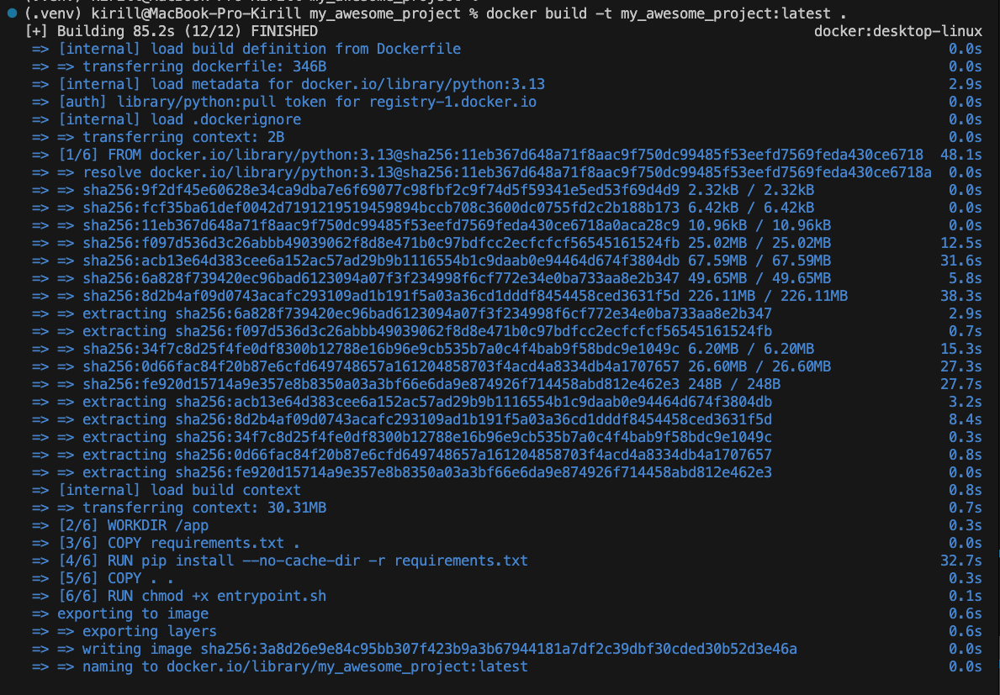 (.venv) kirill@MacBook-Pro-Kirill my_awesome_project % docker build -t my_awesome_project:latest .
[+] Building 85.2s (12/12) FINISHED docker:desktop-linux
=> [internal] load build definition from Dockerfile 0.0s
=> => transferring dockerfile: 346B 0.0s
=> [internal] load metadata for docker.io/library/python:3.13 2.9s
=> [auth] library/python:pull token for registry-1.docker.io 0.0s
=> [internal] load .dockerignore 0.0s
=> => transferring context: 2B 0.0s
=> [1/6] FROM docker.io/library/python:3.13@sha256:11eb367d648a71f8aac9f750dc99485f53eefd7569feda430ce6718 48.1s
=> => resolve docker.io/library/python:3.13@sha256:11eb367d648a71f8aac9f750dc99485f53eefd7569feda430ce6718a 0.0s
=> => sha256:9f2df45e60628e34ca9dba7e6f69077c98fbf2c9f74d5f59341e5ed53f69d4d9 2.32kB / 2.32kB 0.0s
=> => sha256:fcf35ba61def0042d7191219519459894bccb708c3600dc0755fd2c2b188b173 6.42kB / 6.42kB 0.0s
=> => sha256:11eb367d648a71f8aac9f750dc99485f53eefd7569feda430ce6718a0aca28c9 10.96kB / 10.96kB 0.0s
=> => sha256:f097d536d3c26abbb49039062f8d8e471b0c97bdfcc2ecfcfcf56545161524fb 25.02MB / 25.02MB 12.5s
=> => sha256:acb13e64d383cee6a152ac57ad29b9b1116554b1c9daab0e94464d674f3804db 67.59MB / 67.59MB 31.6s
=> => sha256:6a828f739420ec96bad6123094a07f3f234998f6cf772e34e0ba733aa8e2b347 49.65MB / 49.65MB 5.8s
=> => sha256:8d2b4af09d0743acafc293109ad1b191f5a03a36cd1dddf8454458ced3631f5d 226.11MB / 226.11MB 38.3s
=> => extracting sha256:6a828f739420ec96bad6123094a07f3f234998f6cf772e34e0ba733aa8e2b347 2.9s
=> => extracting sha256:f097d536d3c26abbb49039062f8d8e471b0c97bdfcc2ecfcfcf56545161524fb 0.7s
=> => sha256:34f7c8d25f4fe0df8300b12788e16b96e9cb535b7a0c4f4bab9f58bdc9e1049c 6.20MB / 6.20MB 15.3s
=> => sha256:0d66fac84f20b87e6cfd649748657a161204858703f4acd4a8334db4a1707657 26.60MB / 26.60MB 27.3s
=> => sha256:fe920d15714a9e357e8b8350a03a3bf66e6da9e874926f714458abd812e462e3 248B / 248B 27.7s
=> => extracting sha256:acb13e64d383cee6a152ac57ad29b9b1116554b1c9daab0e94464d674f3804db 3.2s
=> => extracting sha256:8d2b4af09d0743acafc293109ad1b191f5a03a36cd1dddf8454458ced3631f5d 8.4s
=> => extracting sha256:34f7c8d25f4fe0df8300b12788e16b96e9cb535b7a0c4f4bab9f58bdc9e1049c 0.3s
=> => extracting sha256:0d66fac84f20b87e6cfd649748657a161204858703f4acd4a8334db4a1707657 0.8s
=> => extracting sha256:fe920d15714a9e357e8b8350a03a3bf66e6da9e874926f714458abd812e462e3 0.0s
=> [internal] load build context 0.8s
=> => transferring context: 30.31MB 0.7s
=> [2/6] WORKDIR /app 0.3s
=> [3/6] COPY requirements.txt . 0.0s
=> [4/6] RUN pip install --no-cache-dir -r requirements.txt 32.7s
=> [5/6] COPY . . 0.3s
=> [6/6] RUN chmod +x entrypoint.sh 0.1s
=> exporting to image 0.6s
=> => exporting layers 0.6s
=> => writing image sha256:3a8d26e9e84c95bb307f423b9a3b67944181a7df2c39dbf30cded30b52d3e46a 0.0s
=> => naming to docker.io/library/my_awesome_project:latest 0.0s